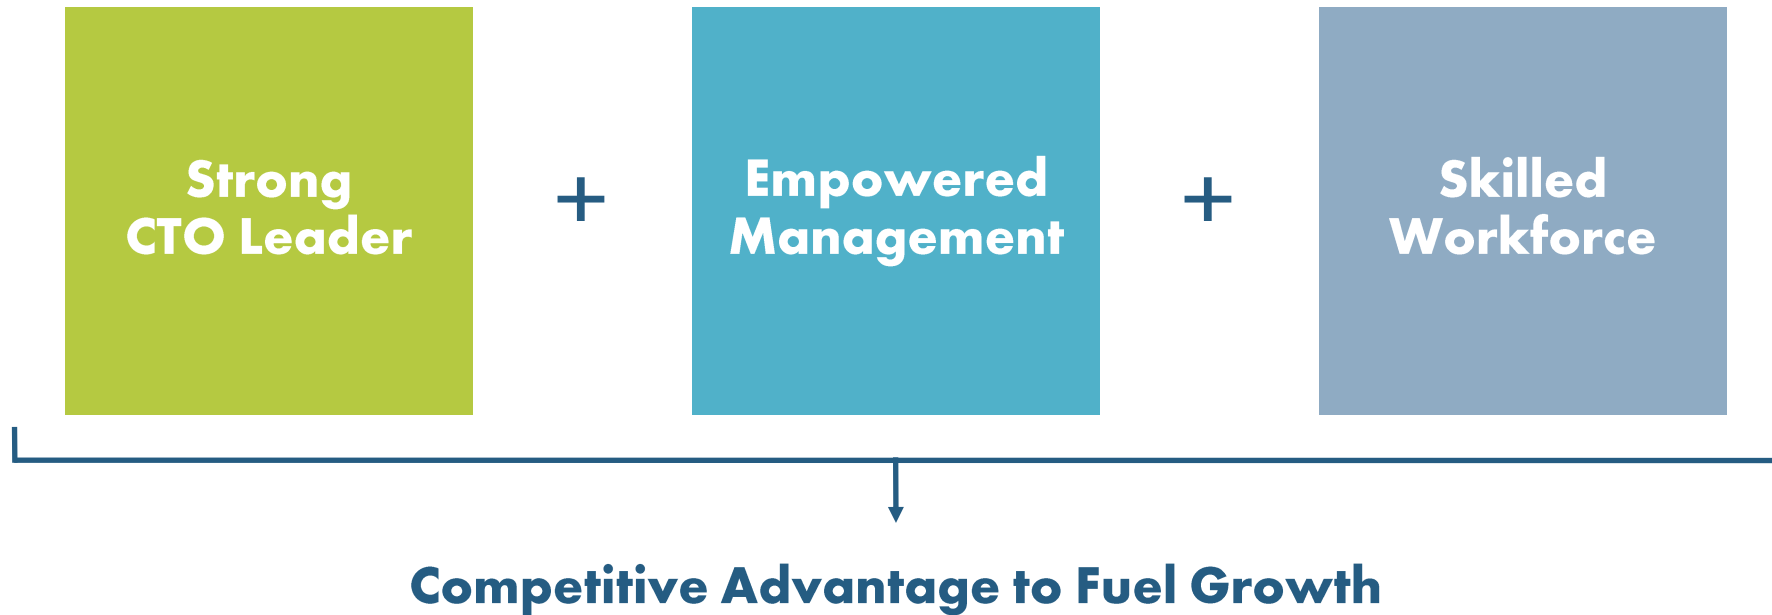 Strong
CTO Leader
+
Empowered
Management
+
Skilled
Workforce
Competitive Advantage to Fuel Growth